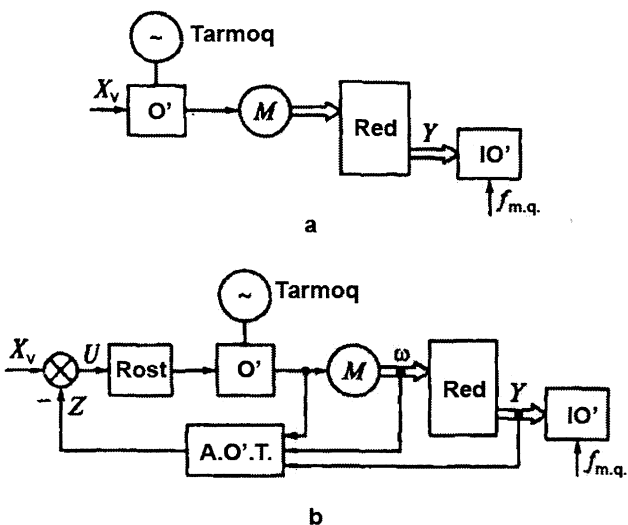 ~ Tarmoq
Xv O' M Red Y IO'
fm.q.
a
~ Tarmoq
Xv U Rost O' M ω Red Y IO'
– Z A.O'.T. fm.q.
b